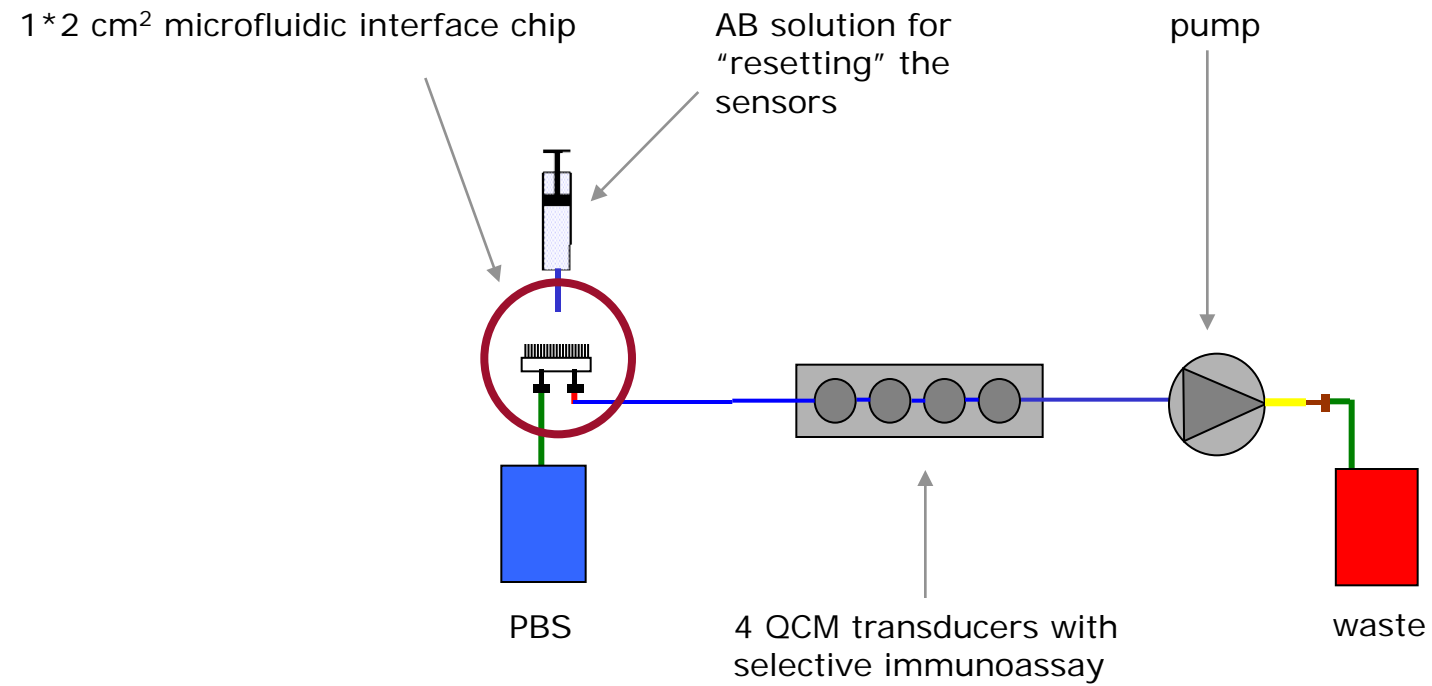 1*2 cm² microfluidic interface chip
AB solution for
“resetting” the
sensors
pump
PBS
4 QCM transducers with
selective immunoassay
waste